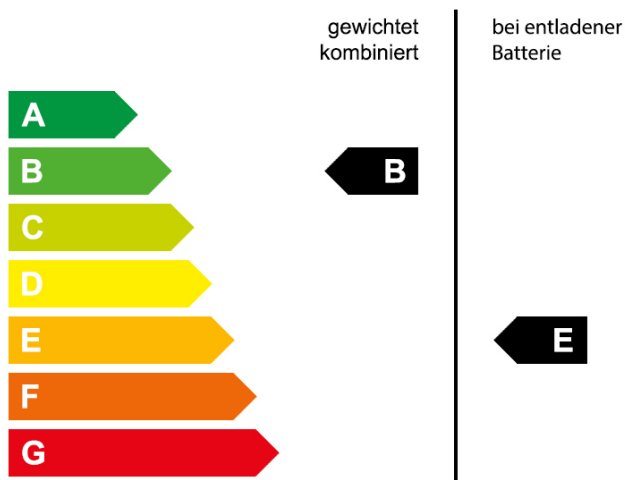 gewichtet
kombiniert
bei entladener
Batterie
A
B
B
C
D
E
E
F
G